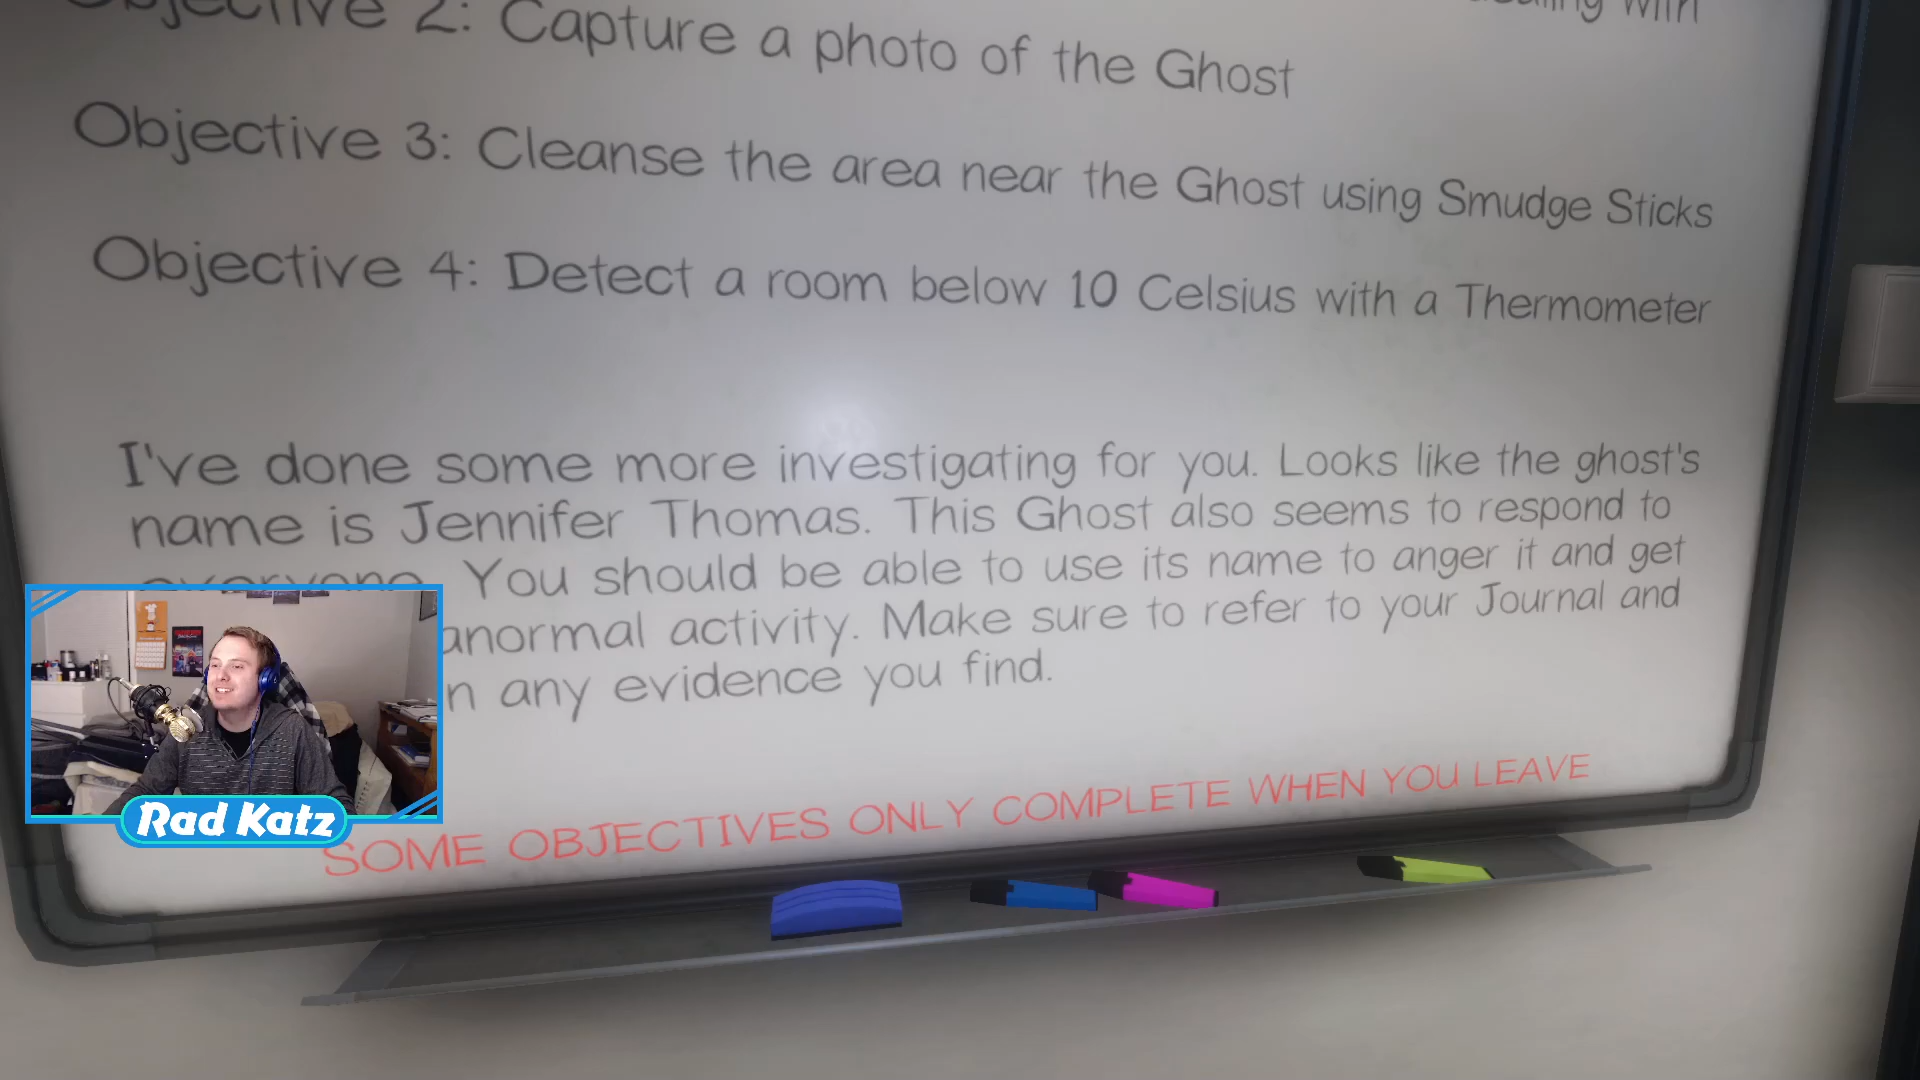 Objective 2: Capture a photo of the Ghost
Objective 3: Cleanse the area near the Ghost using Smudge Sticks
Objective 4: Detect a room below 10 Celsius with a Thermometer
I've done some more investigating for you. Looks like the ghost's
name is Jennifer Thomas. This Ghost also seems to respond to
everyone. You should be able to use its name to anger it and get
anormal activity. Make sure to refer to your Journal and
n any evidence you find.
SOME OBJECTIVES ONLY COMPLETE WHEN YOU LEAVE
Rad Katz